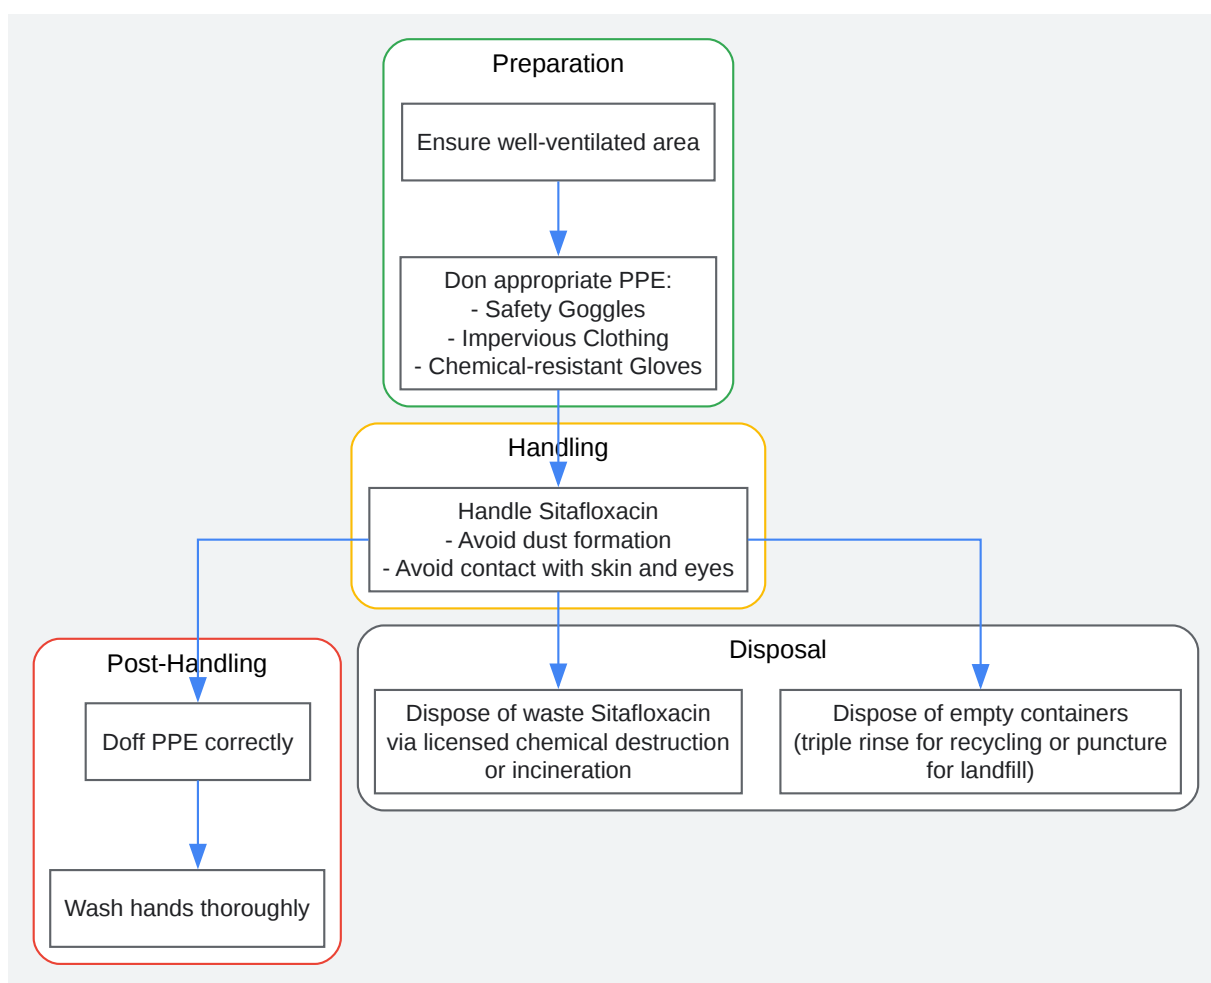 Preparation
Ensure well-ventilated area
Don appropriate PPE:
- Safety Goggles
- Impervious Clothing
- Chemical-resistant Gloves
Handling
Handle Sitafloxacin
- Avoid dust formation
- Avoid contact with skin and eyes
Post-Handling
Doff PPE correctly
Wash hands thoroughly
Disposal
Dispose of waste Sitafloxacin
via licensed chemical destruction
or incineration
Dispose of empty containers
(triple rinse for recycling or puncture
for landfill)